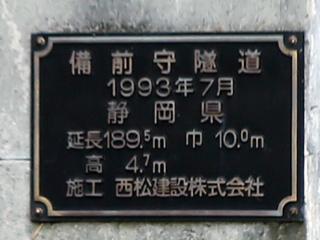 備前守隧道
1993年7月
静岡県
延長189.5m 巾 10.0m
高 4.7m
施工 西松建設株式会社